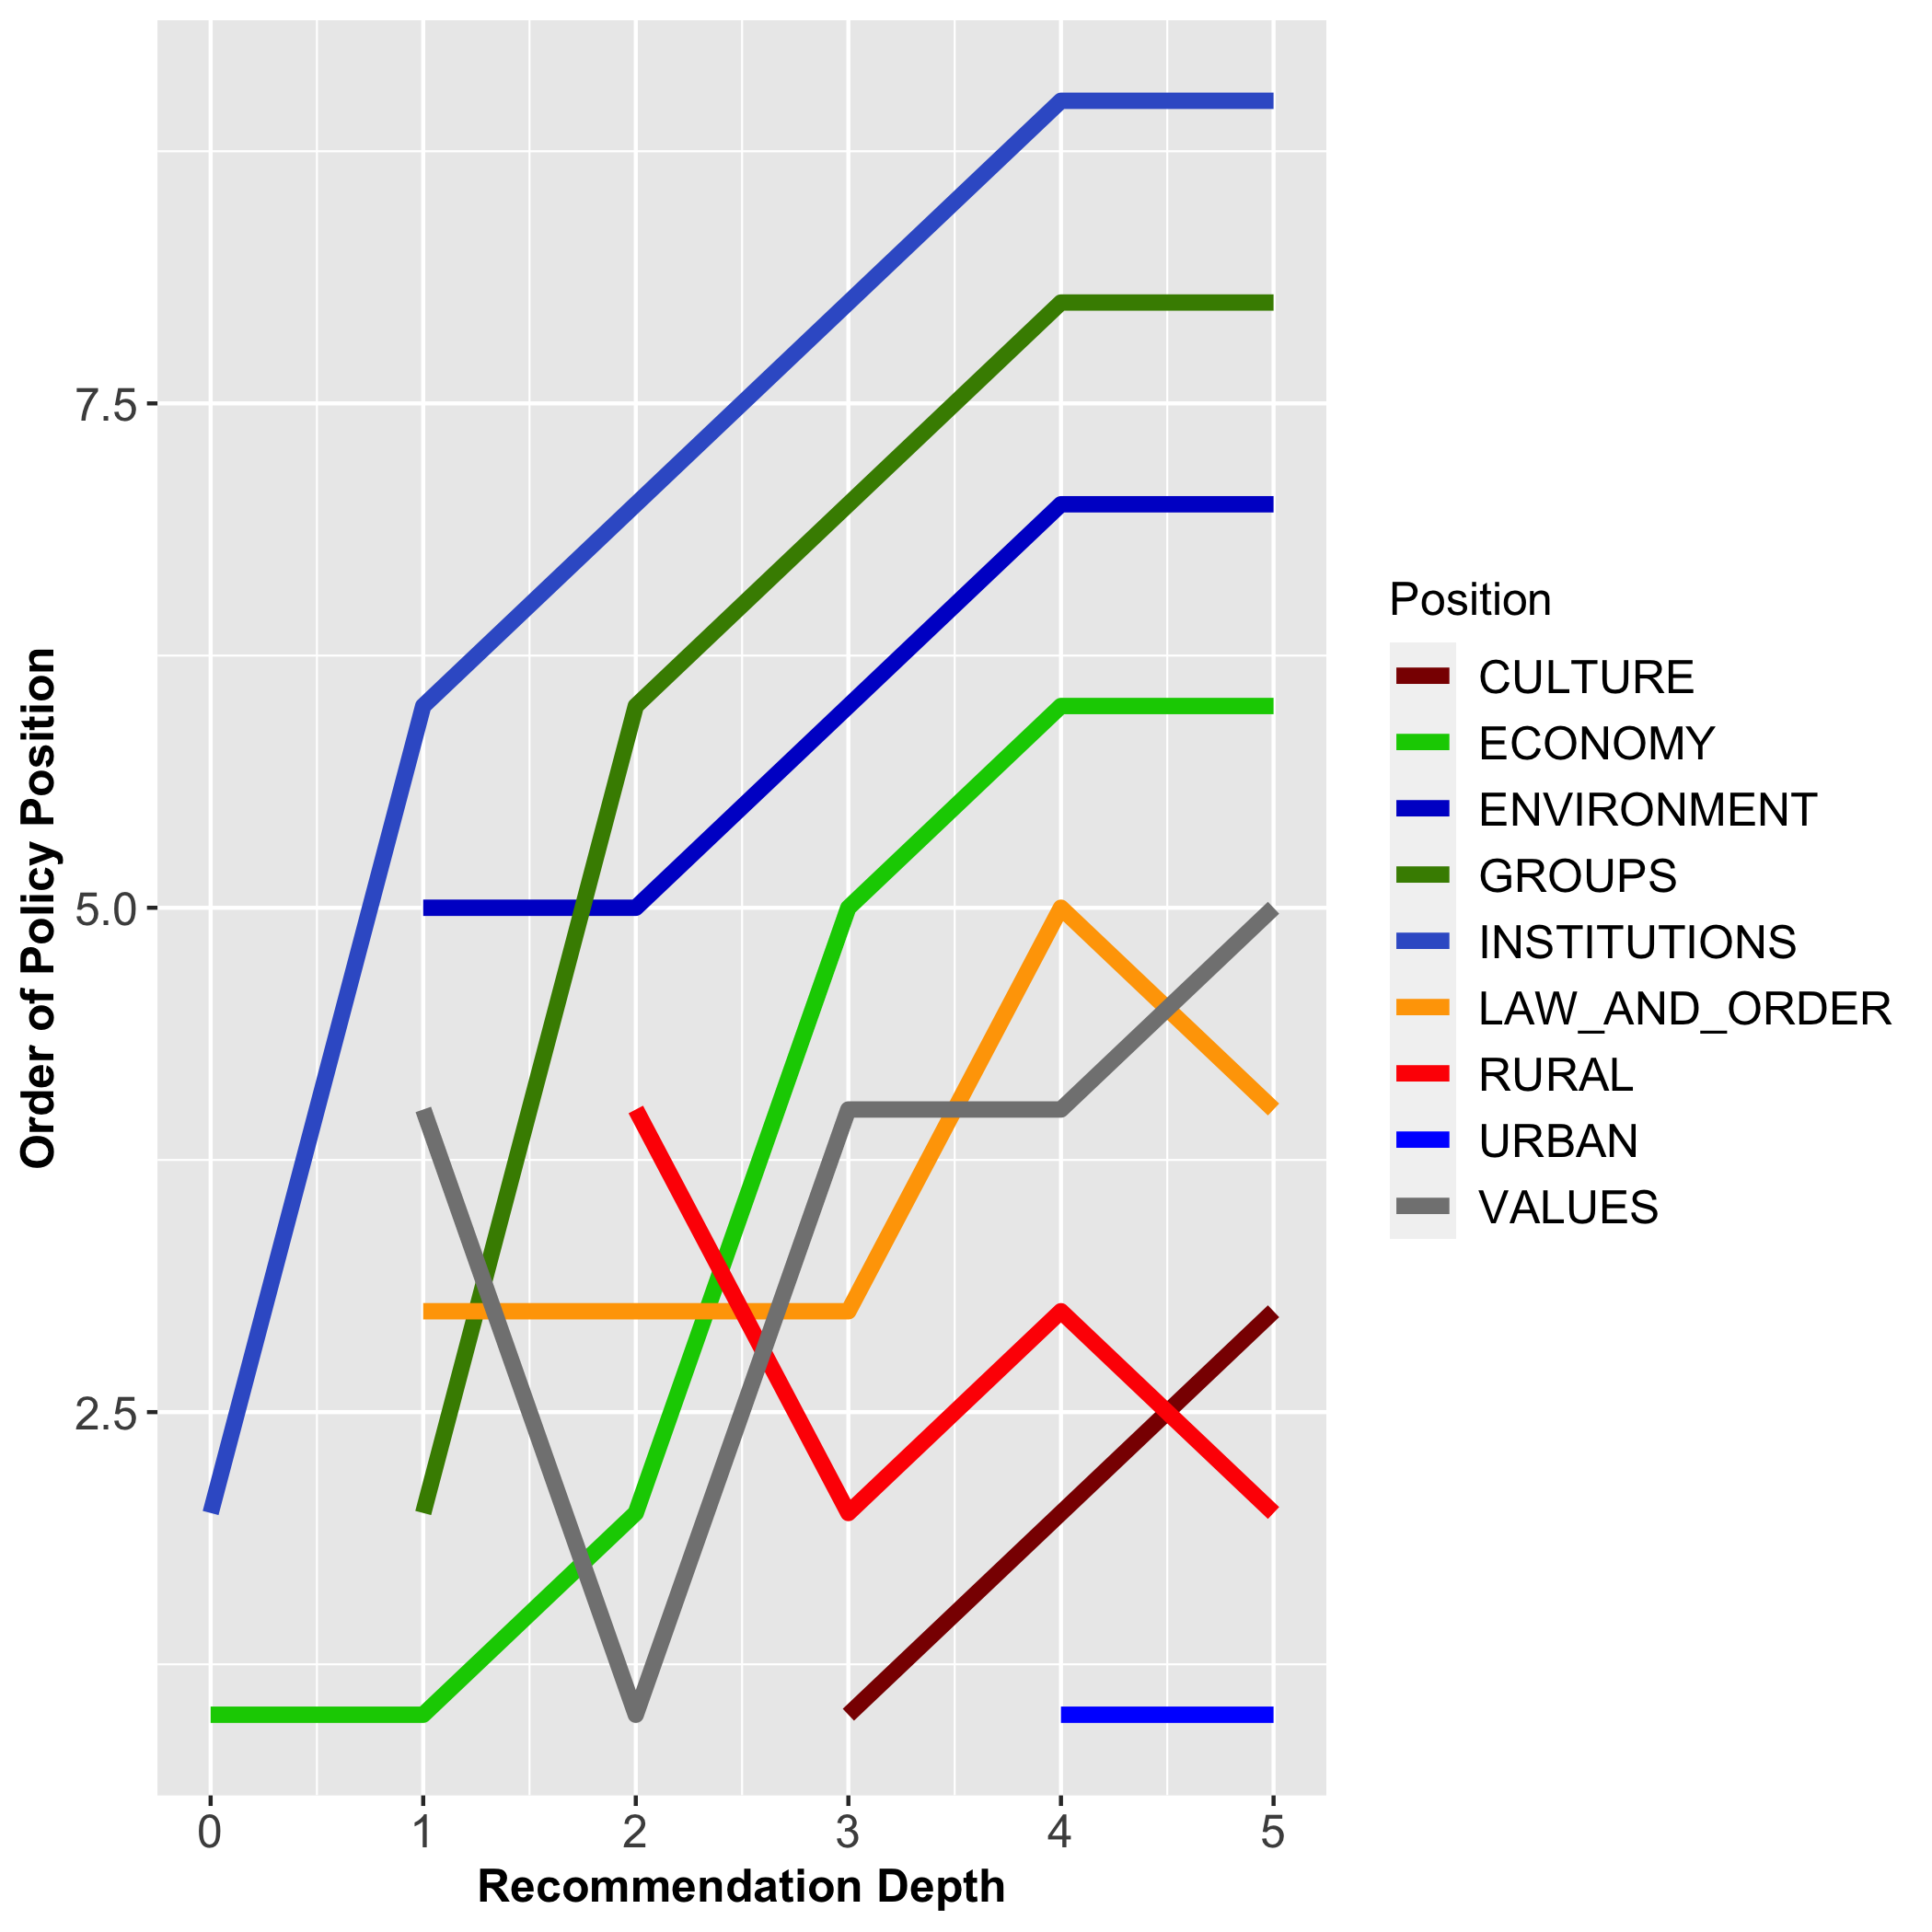 7.5
5.0
2.5
Order of Policy Position
0 1 2 3 4 5
Recommendation Depth
Position
CULTURE
ECONOMY
ENVIRONMENT
GROUPS
INSTITUTIONS
LAW_AND_ORDER
RURAL
URBAN
VALUES